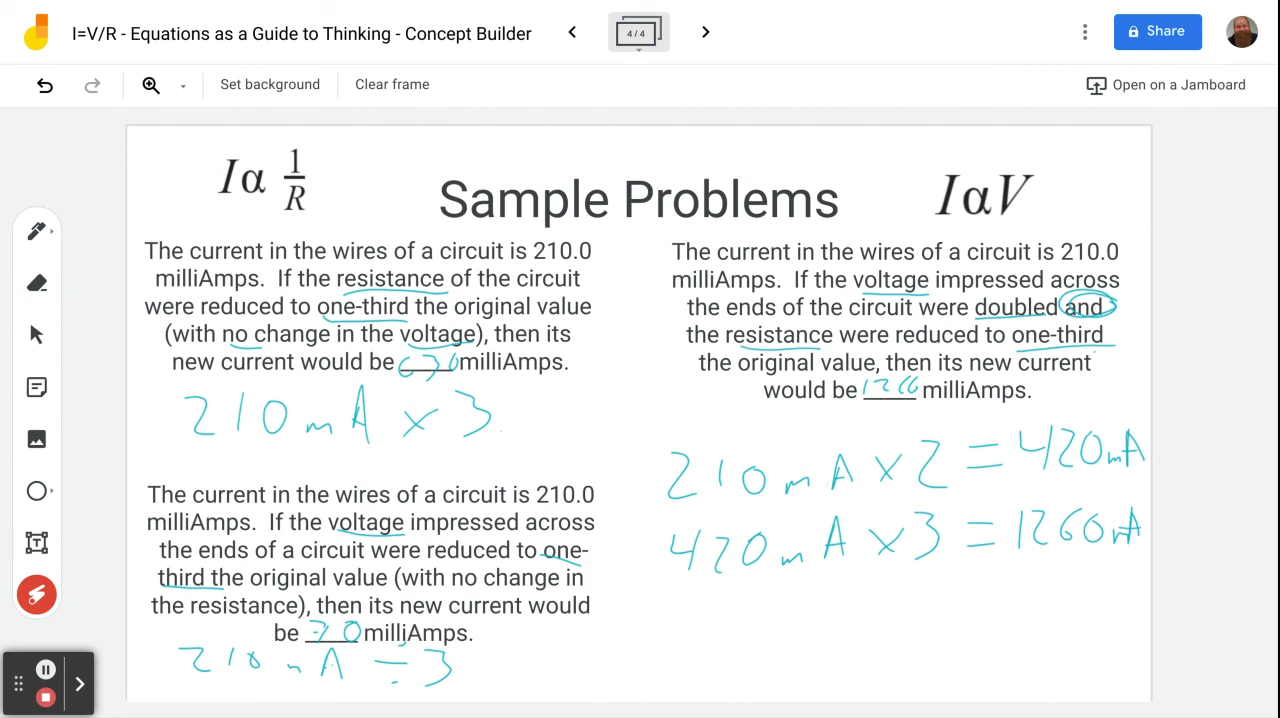 I=V/R - Equations as a Guide to Thinking - Concept Builder
4 / 4
Share
Set background
Clear frame
Open on a Jamboard
I α 1/R
Sample Problems
I α V
The current in the wires of a circuit is 210.0
milliAmps. If the resistance of the circuit
were reduced to one-third the original value
(with no change in the voltage), then its
new current would be 630 milliAmps.
210 mA × 3
The current in the wires of a circuit is 210.0
milliAmps. If the voltage impressed across
the ends of a circuit were reduced to one-
third the original value (with no change in
the resistance), then its new current would
be 70 milliAmps.
210 mA ÷ 3
The current in the wires of a circuit is 210.0
milliAmps. If the voltage impressed across
the ends of the circuit were doubled and
the resistance were reduced to one-third
the original value, then its new current
would be 1260 milliAmps.
210 mA × 2 = 420 mA
420 mA × 3 = 1260 mA